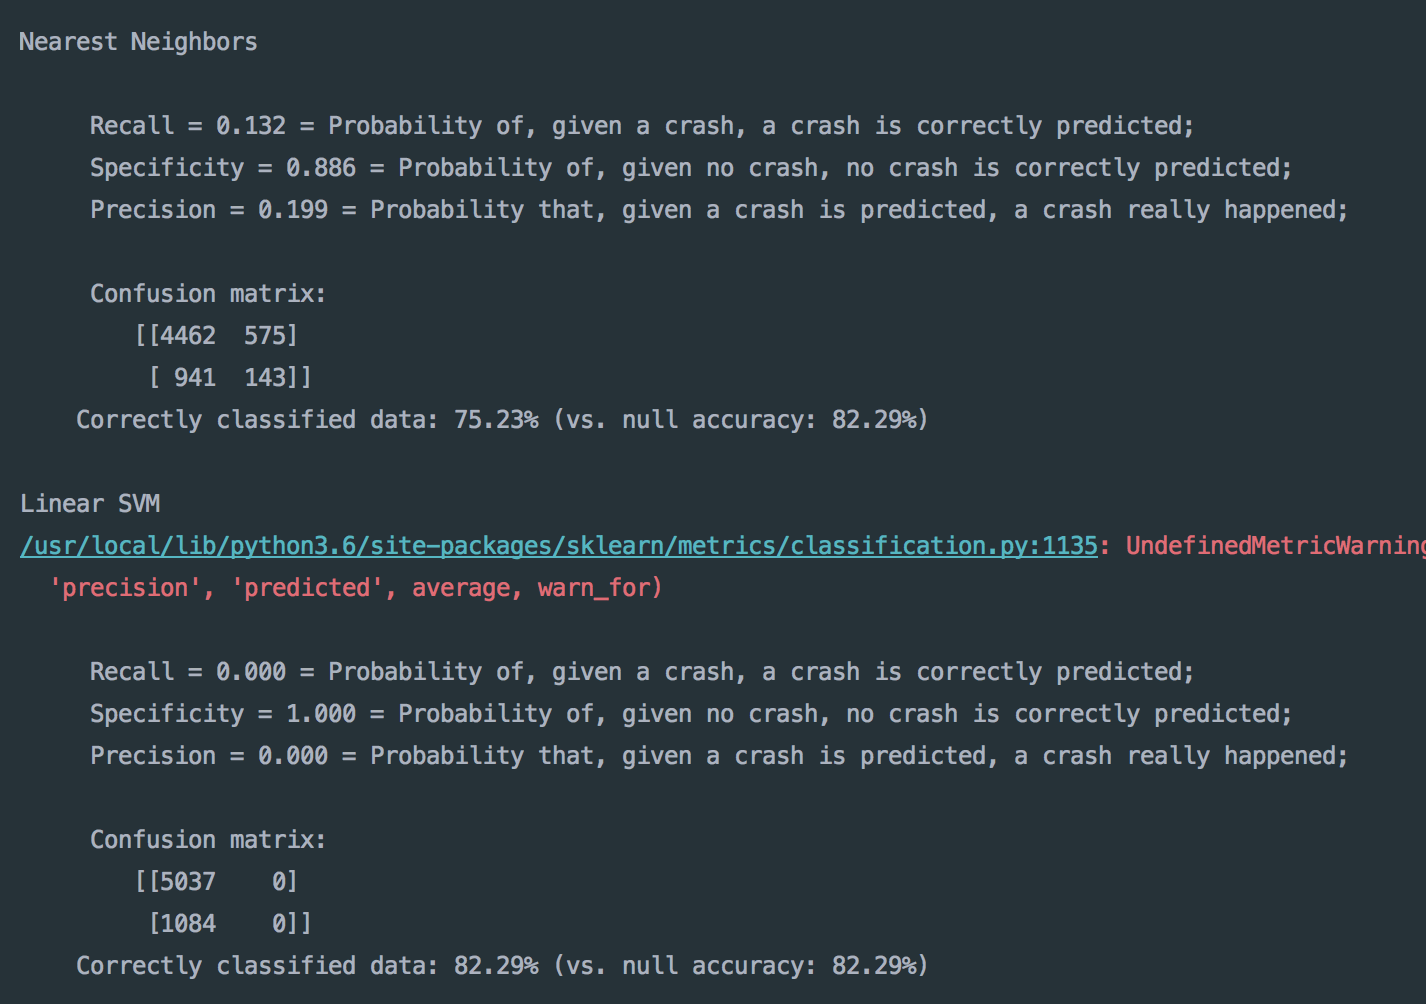 Nearest Neighbors
Recall = 0.132 = Probability of, given a crash, a crash is correctly predicted;
Specificity = 0.886 = Probability of, given no crash, no crash is correctly predicted;
Precision = 0.199 = Probability that, given a crash is predicted, a crash really happened;
Confusion matrix:
[[4462  575]
[ 941  143]]
Correctly classified data: 75.23% (vs. null accuracy: 82.29%)
Linear SVM
/usr/local/lib/python3.6/site-packages/sklearn/metrics/classification.py:1135: UndefinedMetricWarning
'precision', 'predicted', average, warn_for)
Recall = 0.000 = Probability of, given a crash, a crash is correctly predicted;
Specificity = 1.000 = Probability of, given no crash, no crash is correctly predicted;
Precision = 0.000 = Probability that, given a crash is predicted, a crash really happened;
Confusion matrix:
[[5037    0]
[1084    0]]
Correctly classified data: 82.29% (vs. null accuracy: 82.29%)